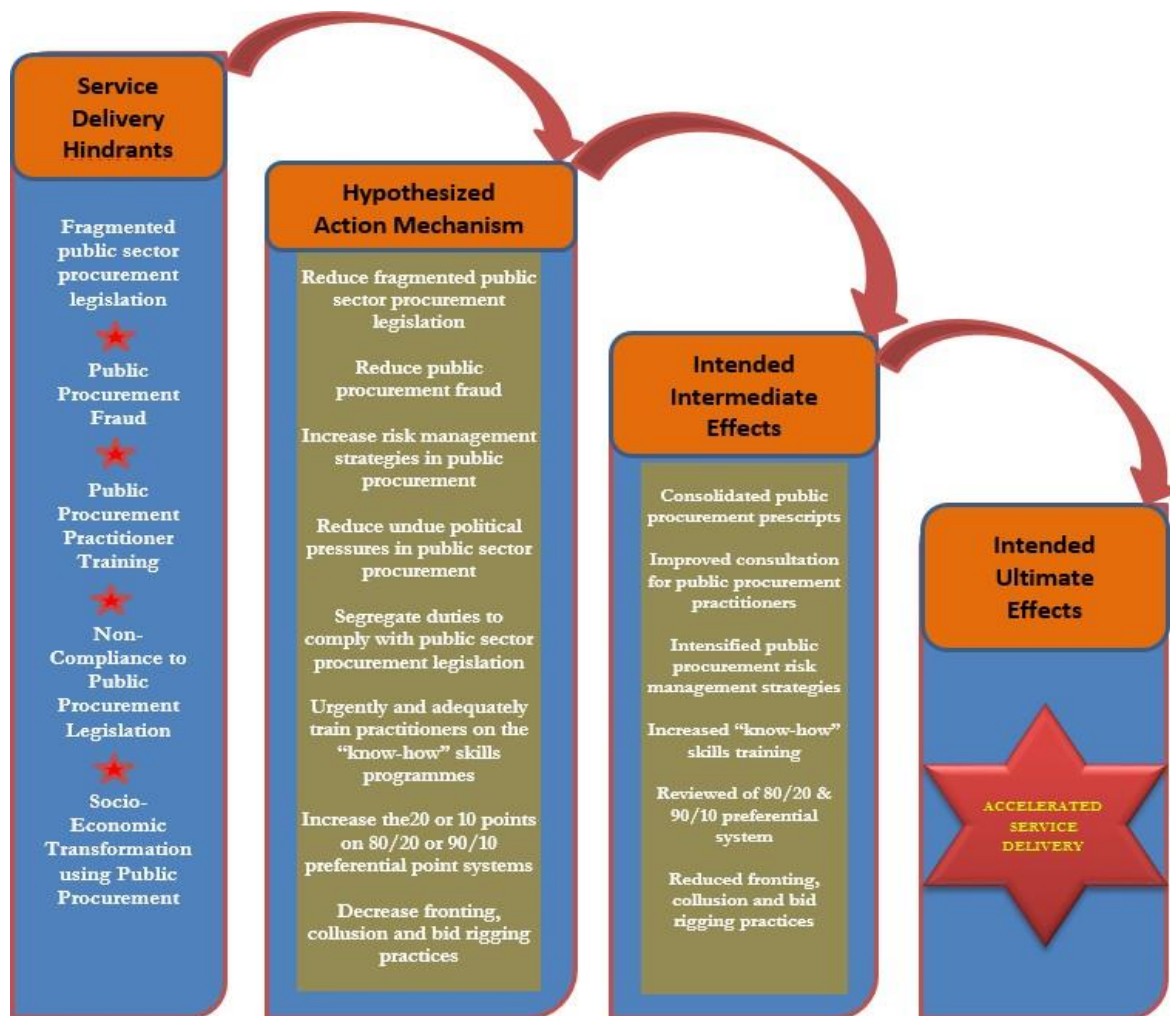 Service
Delivery
Hindrants
Fragmented
public sector
procurement
legislation
Public
Procurement
Fraud
Public
Procurement
Practitioner
Training
Non-
Compliance to
Public
Procurement
Legislation
Socio-
Economic
Transformation
using Public
Procurement
Hypothesized
Action Mechanism
Reduce fragmented public
sector procurement
legislation
Reduce public
procurement fraud
Increase risk management
strategies in public
procurement
Reduce undue political
pressures in public sector
procurement
Segregate duties to
comply with public sector
procurement legislation
Urgently and adequately
train practitioners on the
“know-how” skills
programmes
Increase the20 or 10 points
on 80/20 or 90/10
preferential point systems
Decrease fronting,
collusion and bid rigging
practices
Intended
Intermediate
Effects
Consolidated public
procurement prescripts
Improved consultation
for public procurement
practitioners
Intensified public
procurement risk
management strategies
Increased “know-how”
skills training
Reviewed of 80/20 &
90/10 preferential
system
Reduced fronting,
collusion and bid
rigging practices
Intended
Ultimate
Effects
ACCELERATED
SERVICE
DELIVERY